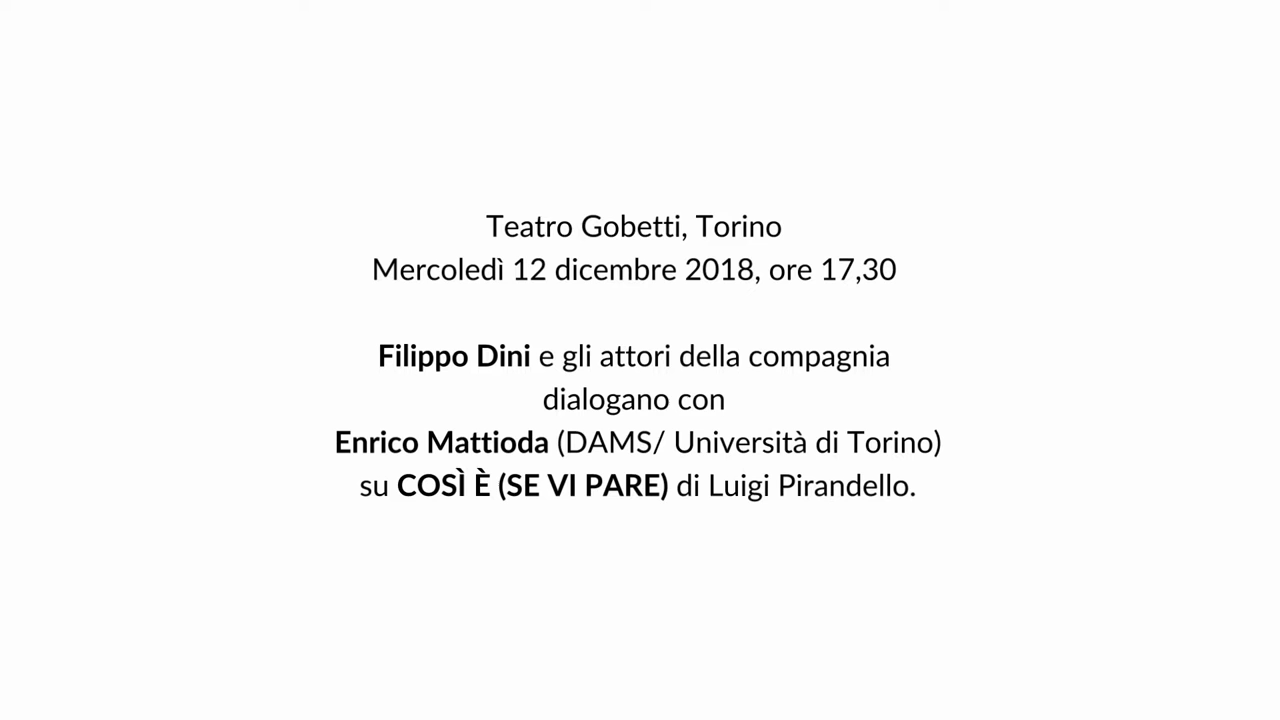 Teatro Gobetti, Torino
Mercoledì 12 dicembre 2018, ore 17,30
Filippo Dini e gli attori della compagnia
dialogano con
Enrico Mattioda (DAMS/ Università di Torino)
su COSÌ È (SE VI PARE) di Luigi Pirandello.